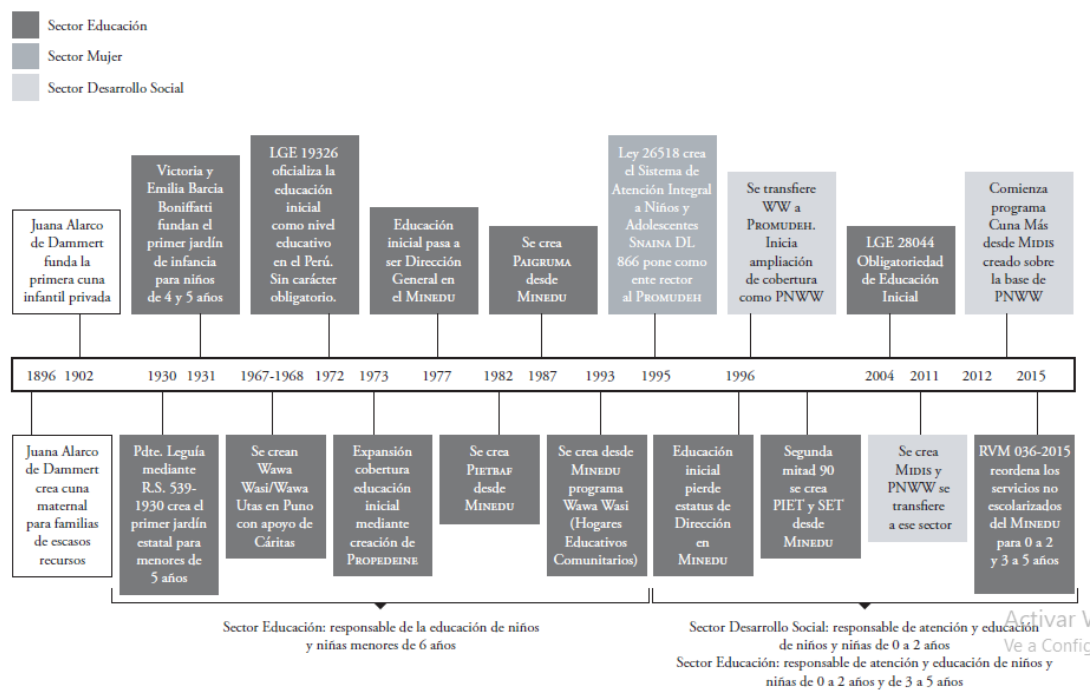 Sector Educación
Sector Mujer
Sector Desarrollo Social
Juana Alarco
de Dammert
funda la
primera cuna
infantil privada
Victoria y
Emilia Barcia
Boniffatti
fundan el
primer jardín
de infancia
para niños
de 4 y 5 años
LGE 19326
oficializa la
educación
inicial
como nivel
educativo
en el Perú.
Sin carácter
obligatorio.
Educación
inicial pasa a
ser Dirección
General en
el MINEDU
Se crea
PAIGRUMA
desde
MINEDU
Ley 26518 crea
el Sistema de
Atención Integral
a Niños y
Adolescentes
SNAINA DL
866 pone como
ente rector
al PROMUDEH
Se transfiere
WW a
PROMUDEH.
Inicia
ampliación
de cobertura
como PNWW
LGE 28044
Obligatoriedad
de Educación
Inicial
Comienza
programa
Cuna Más
desde MIDIS
creado sobre
la base de
PNWW
1896 1902 1930 1931 1967-1968 1972 1973 1977 1982 1987 1993 1995 1996 2004 2011 2012 2015
Juana Alarco
de Dammert
crea cuna
maternal
para familias
de escasos
recursos
Pdte. Leguía
mediante
R.S. 539-
1930 crea el
primer jardín
estatal para
menores de
5 años
Se crean
Wawa
Wasi/Wawa
Utas en Puno
con apoyo de
Cáritas
Expansión
cobertura
educación
inicial
mediante
creación de
PROPEDEINE
Se crea
PIETBAF
desde
MINEDU
Se crea desde
MINEDU
programa
Wawa Wasi
(Hogares
Educativos
Comunitarios)
Educación
inicial
pierde
estatus de
Dirección
en
MINEDU
Segunda
mitad 90
se crea
PIET y SET
desde
MINEDU
Se crea
MIDIS y
PNWW se
transfiere
a ese sector
RVM 036-2015
reordena los
servicios no
escolarizados
del MINEDU
para 0 a 2
y 3 a 5 años
Sector Educación: responsable de la educación de niños
y niñas menores de 6 años
Sector Desarrollo Social: responsable de atención y educación
de niños y niñas de 0 a 2 años
Sector Educación: responsable de atención y educación de niños y
niñas de 0 a 2 años y de 3 a 5 años
Activar
Ve a Config